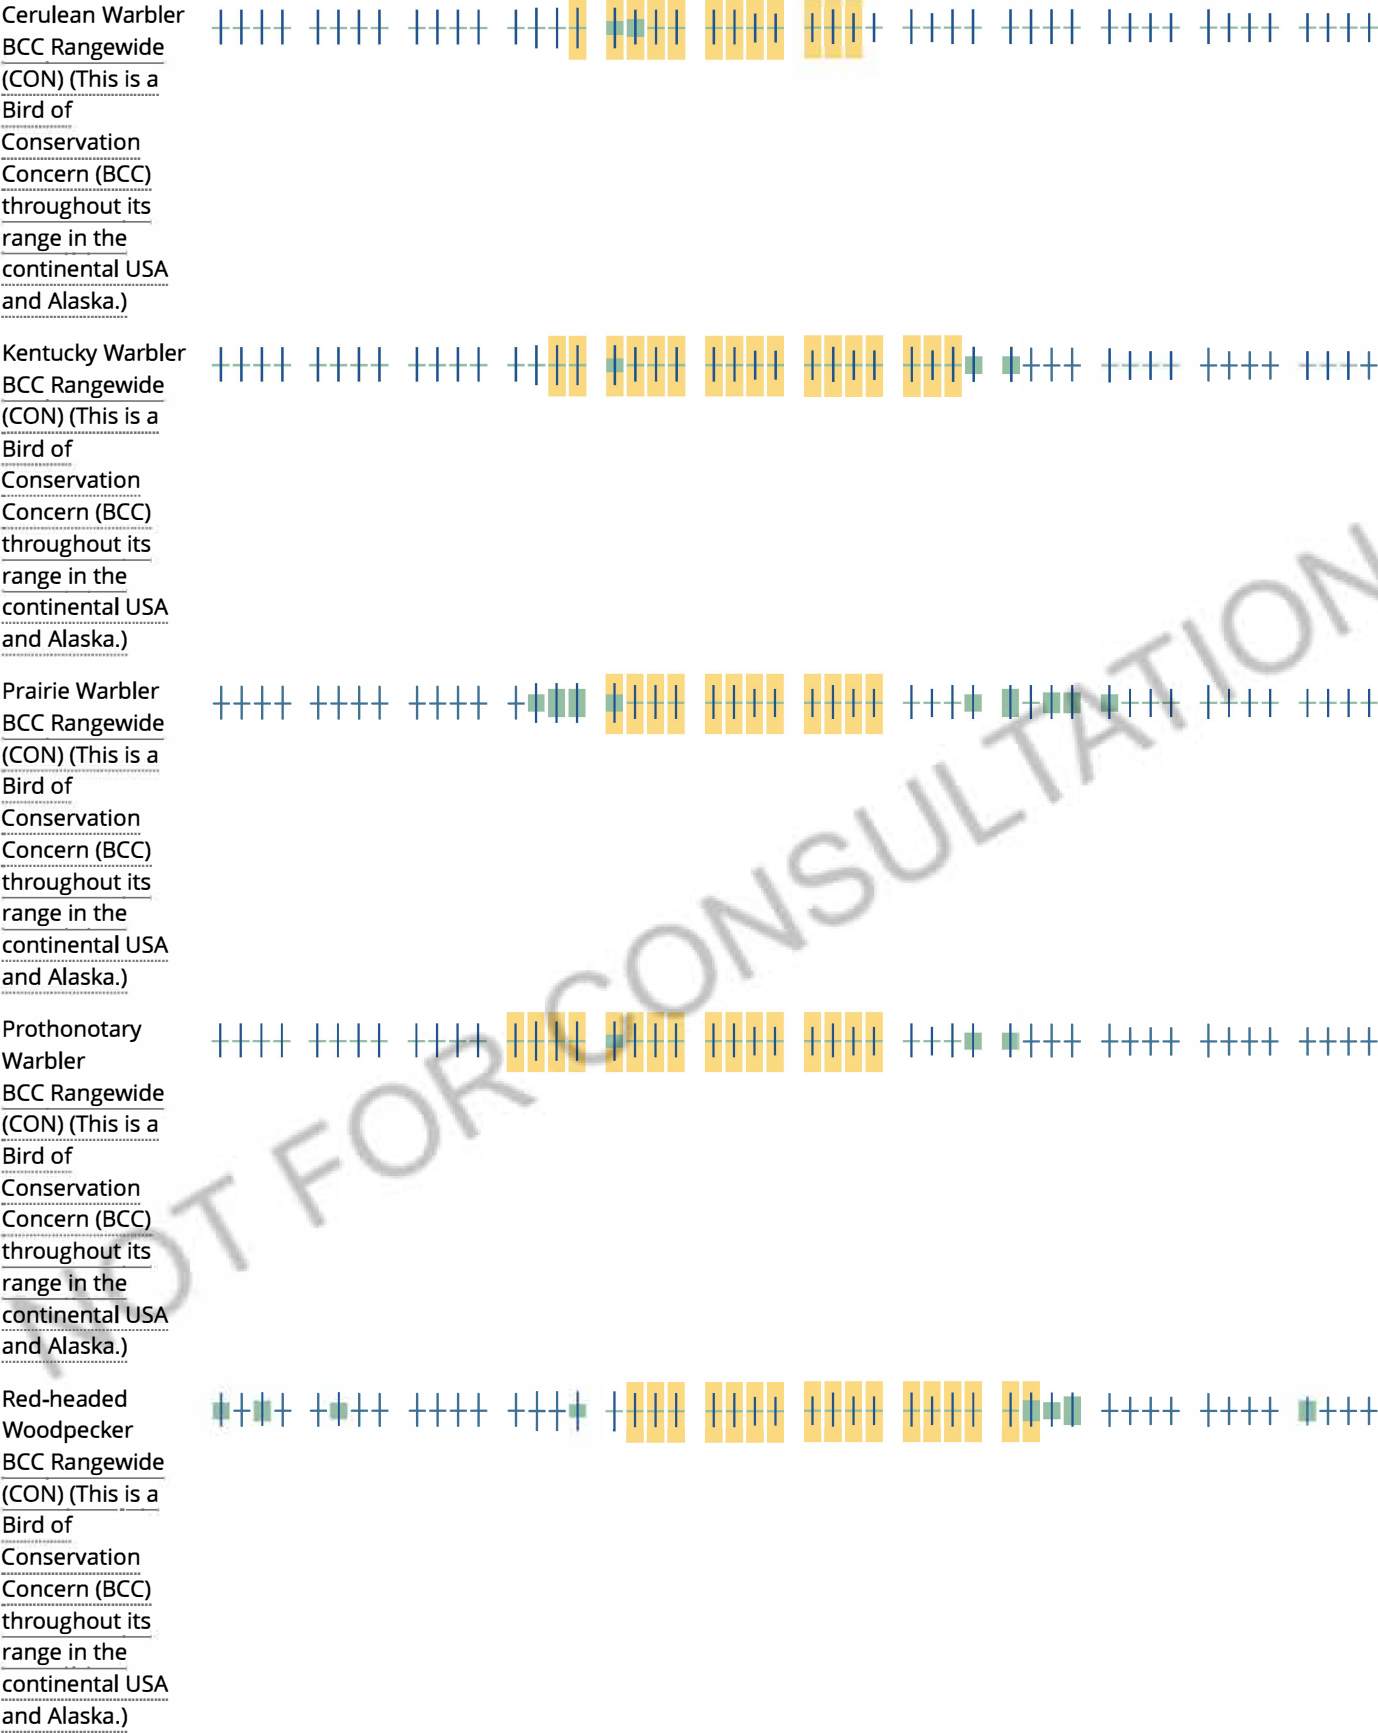 Cerulean Warbler
BCC Rangewide
(CON) (This is a
Bird of
Conservation
Concern (BCC)
throughout its
range in the
continental USA
and Alaska.)
Kentucky Warbler
BCC Rangewide
(CON) (This is a
Bird of
Conservation
Concern (BCC)
throughout its
range in the
continental USA
and Alaska.)
Prairie Warbler
BCC Rangewide
(CON) (This is a
Bird of
Conservation
Concern (BCC)
throughout its
range in the
continental USA
and Alaska.)
Prothonotary
Warbler
BCC Rangewide
(CON) (This is a
Bird of
Conservation
Concern (BCC)
throughout its
range in the
continental USA
and Alaska.)
Red-headed
Woodpecker
BCC Rangewide
(CON) (This is a
Bird of
Conservation
Concern (BCC)
throughout its
range in the
continental USA
and Alaska.)
NOT FOR CONSULTATION